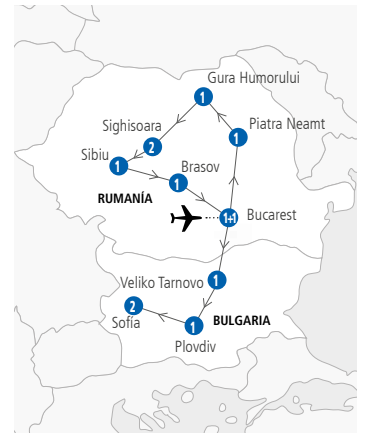 Gura Humorului
1
Sighisoara
2
Piatra Neamt
1
Sibiu
1
Brasov
1
RUMANÍA
1+1
Bucarest
Veliko Tarnovo
1
2
Sofía
BULGARIA
1
Plovdiv